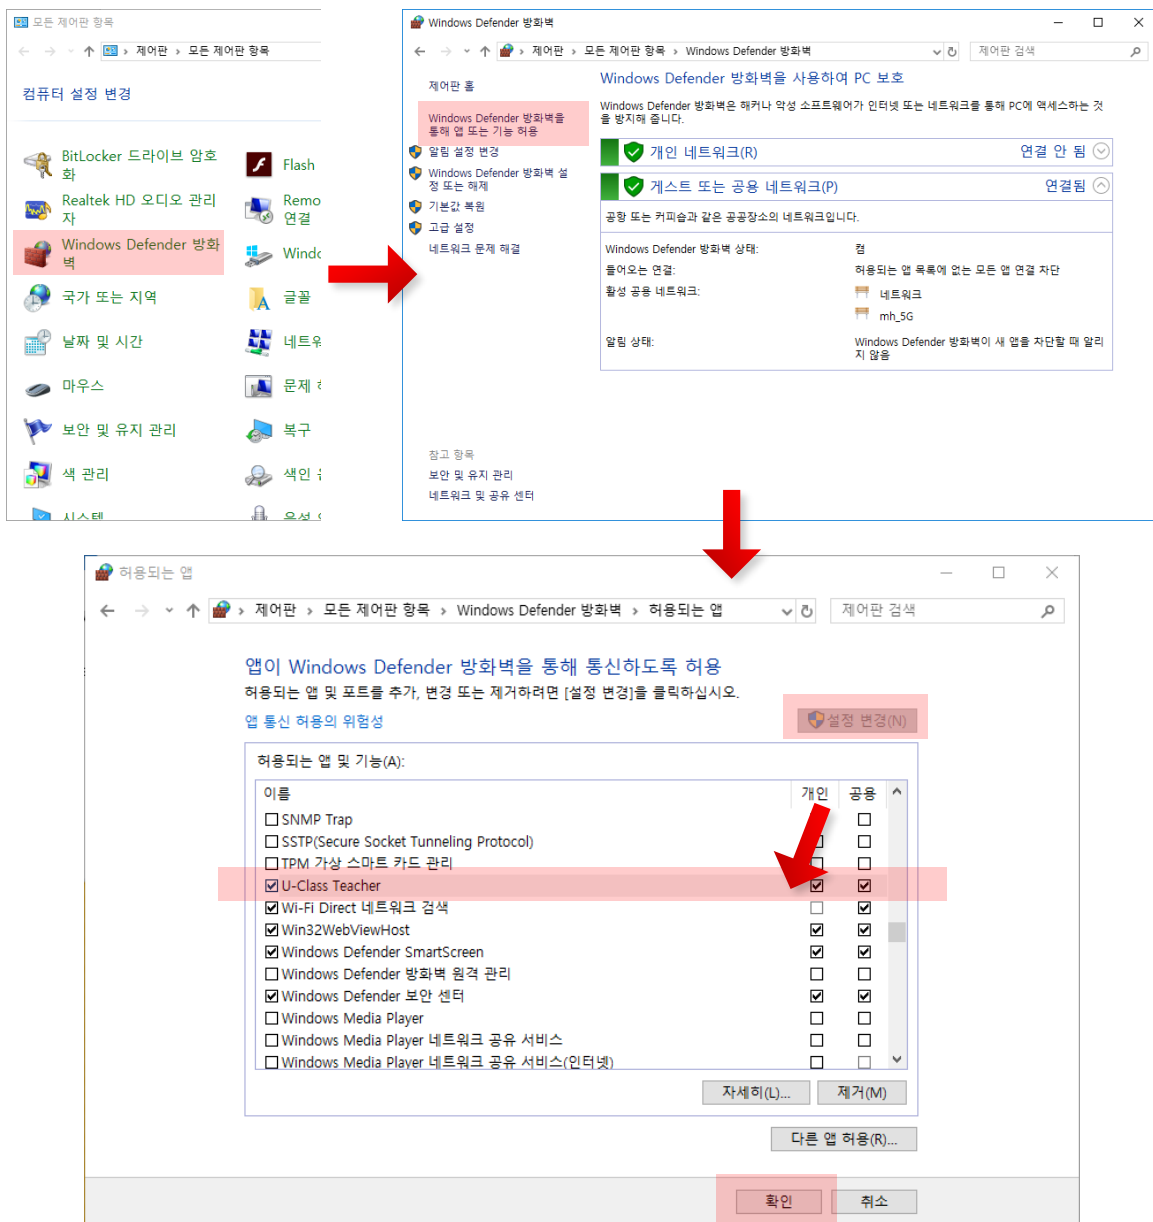 모든 제어판 항목
제어판 › 모든 제어판 항목
컴퓨터 설정 변경
BitLocker 드라이브 암호
화
Flash
Realtek HD 오디오 관리
자
Remo
연결
Windows Defender 방화
벽
Windo
국가 또는 지역
글꼴
날짜 및 시간
네트워
마우스
문제
보안 및 유지 관리
복구
색 관리
색인
시스템
음성
Windows Defender 방화벽
제어판 › 모든 제어판 항목 › Windows Defender 방화벽
제어판 검색
제어판 홈
Windows Defender 방화벽을
통해 앱 또는 기능 허용
알림 설정 변경
Windows Defender 방화벽 설
정 또는 해제
기본값 복원
고급 설정
네트워크 문제 해결
참고 항목
보안 및 유지 관리
네트워크 및 공유 센터
Windows Defender 방화벽을 사용하여 PC 보호
Windows Defender 방화벽은 해커나 악성 소프트웨어가 인터넷 또는 네트워크를 통해 PC에 액세스하는 것
을 방지해 줍니다.
개인 네트워크(R) 연결 안 됨
게스트 또는 공용 네트워크(P) 연결됨
공항 또는 커피숍과 같은 공공장소의 네트워크입니다.
Windows Defender 방화벽 상태: 켬
들어오는 연결: 허용되는 앱 목록에 없는 모든 앱 연결 차단
활성 공용 네트워크: 네트워크
mh_5G
알림 상태: Windows Defender 방화벽이 새 앱을 차단할 때 알리
지 않음
허용되는 앱
제어판 › 모든 제어판 항목 › Windows Defender 방화벽 › 허용되는 앱
제어판 검색
앱이 Windows Defender 방화벽을 통해 통신하도록 허용
허용되는 앱 및 포트를 추가, 변경 또는 제거하려면 [설정 변경]을 클릭하십시오.
앱 통신 허용의 위험성
설정 변경(N)
허용되는 앱 및 기능(A):
이름 개인 공용
SNMP Trap
SSTP(Secure Socket Tunneling Protocol)
TPM 가상 스마트 카드 관리
U-Class Teacher
Wi-Fi Direct 네트워크 검색
Win32WebViewHost
Windows Defender SmartScreen
Windows Defender 방화벽 원격 관리
Windows Defender 보안 센터
Windows Media Player
Windows Media Player 네트워크 공유 서비스
Windows Media Player 네트워크 공유 서비스(인터넷)
자세히(L)... 제거(M)
다른 앱 허용(R)...
확인 취소